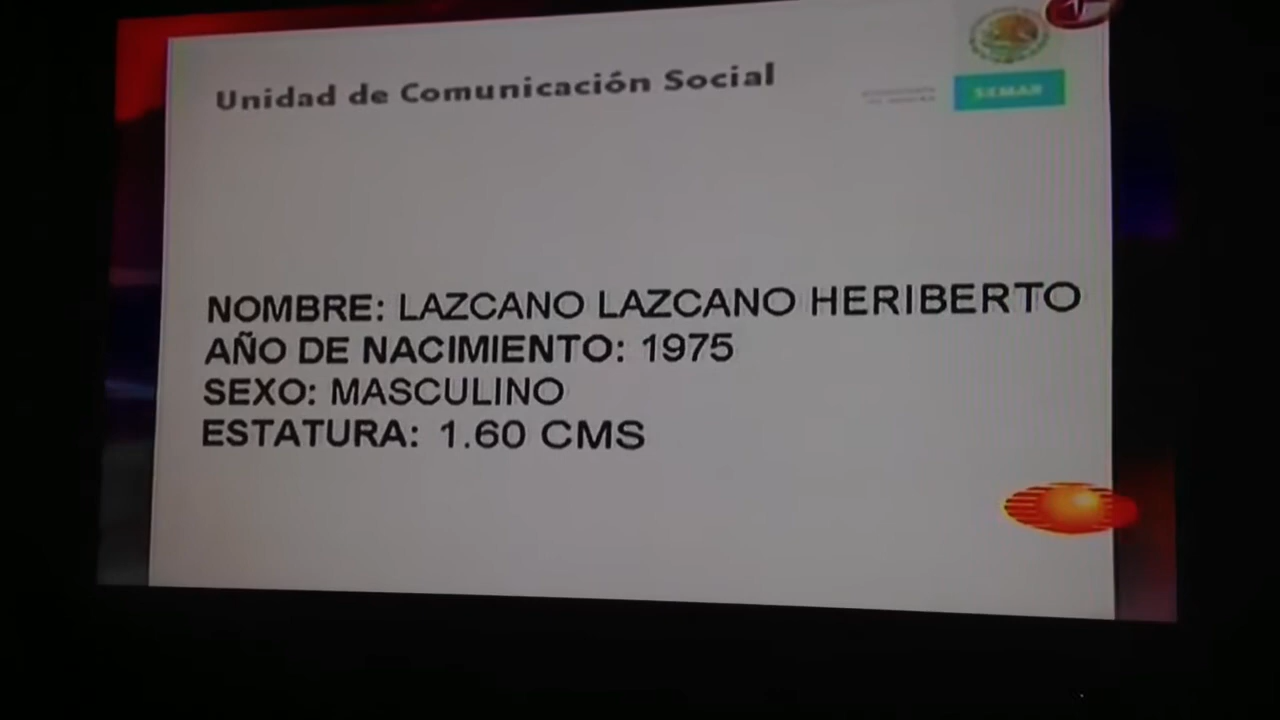 Unidad de Comunicación Social
SEMAR
NOMBRE: LAZCANO LAZCANO HERIBERTO
AÑO DE NACIMIENTO: 1975
SEXO: MASCULINO
ESTATURA: 1.60 CMS